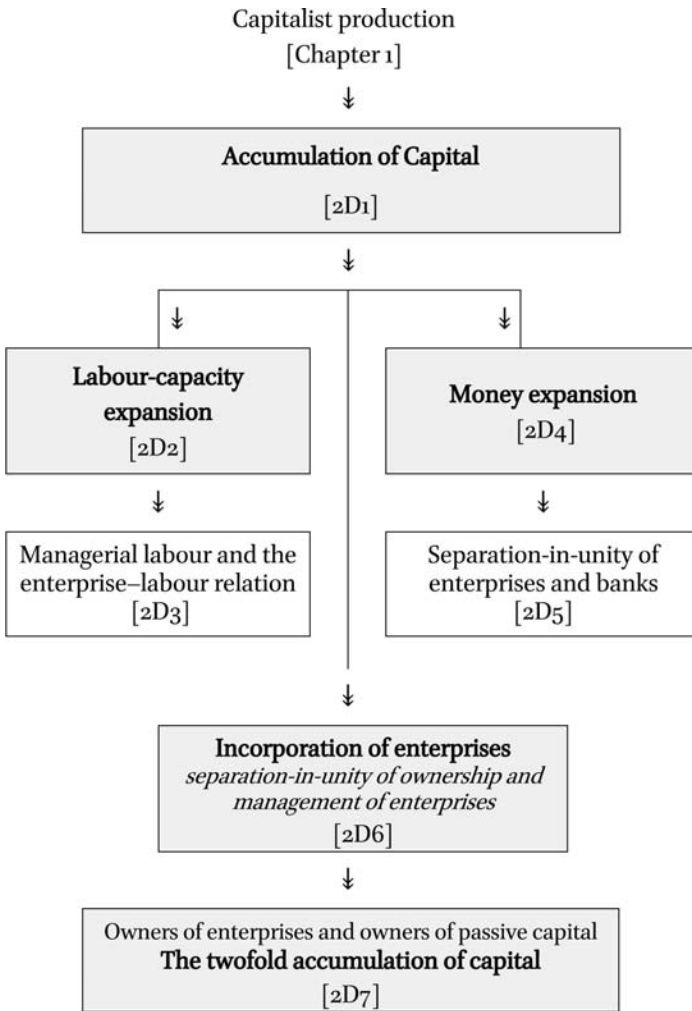 Capitalist production
[Chapter 1]
↡
Accumulation of Capital
[2D1]
↡
↡
↡
Labour-capacity
expansion
[2D2]
Money expansion
[2D4]
↡
↡
Managerial labour and the
enterprise–labour relation
[2D3]
Separation-in-unity of
enterprises and banks
[2D5]
↡
Incorporation of enterprises
separation-in-unity of ownership and
management of enterprises
[2D6]
↡
Owners of enterprises and owners of passive capital
The twofold accumulation of capital
[2D7]